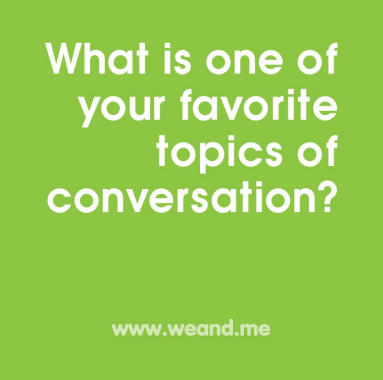 What is one of
your favorite
topics of
conversation?
www.weand.me